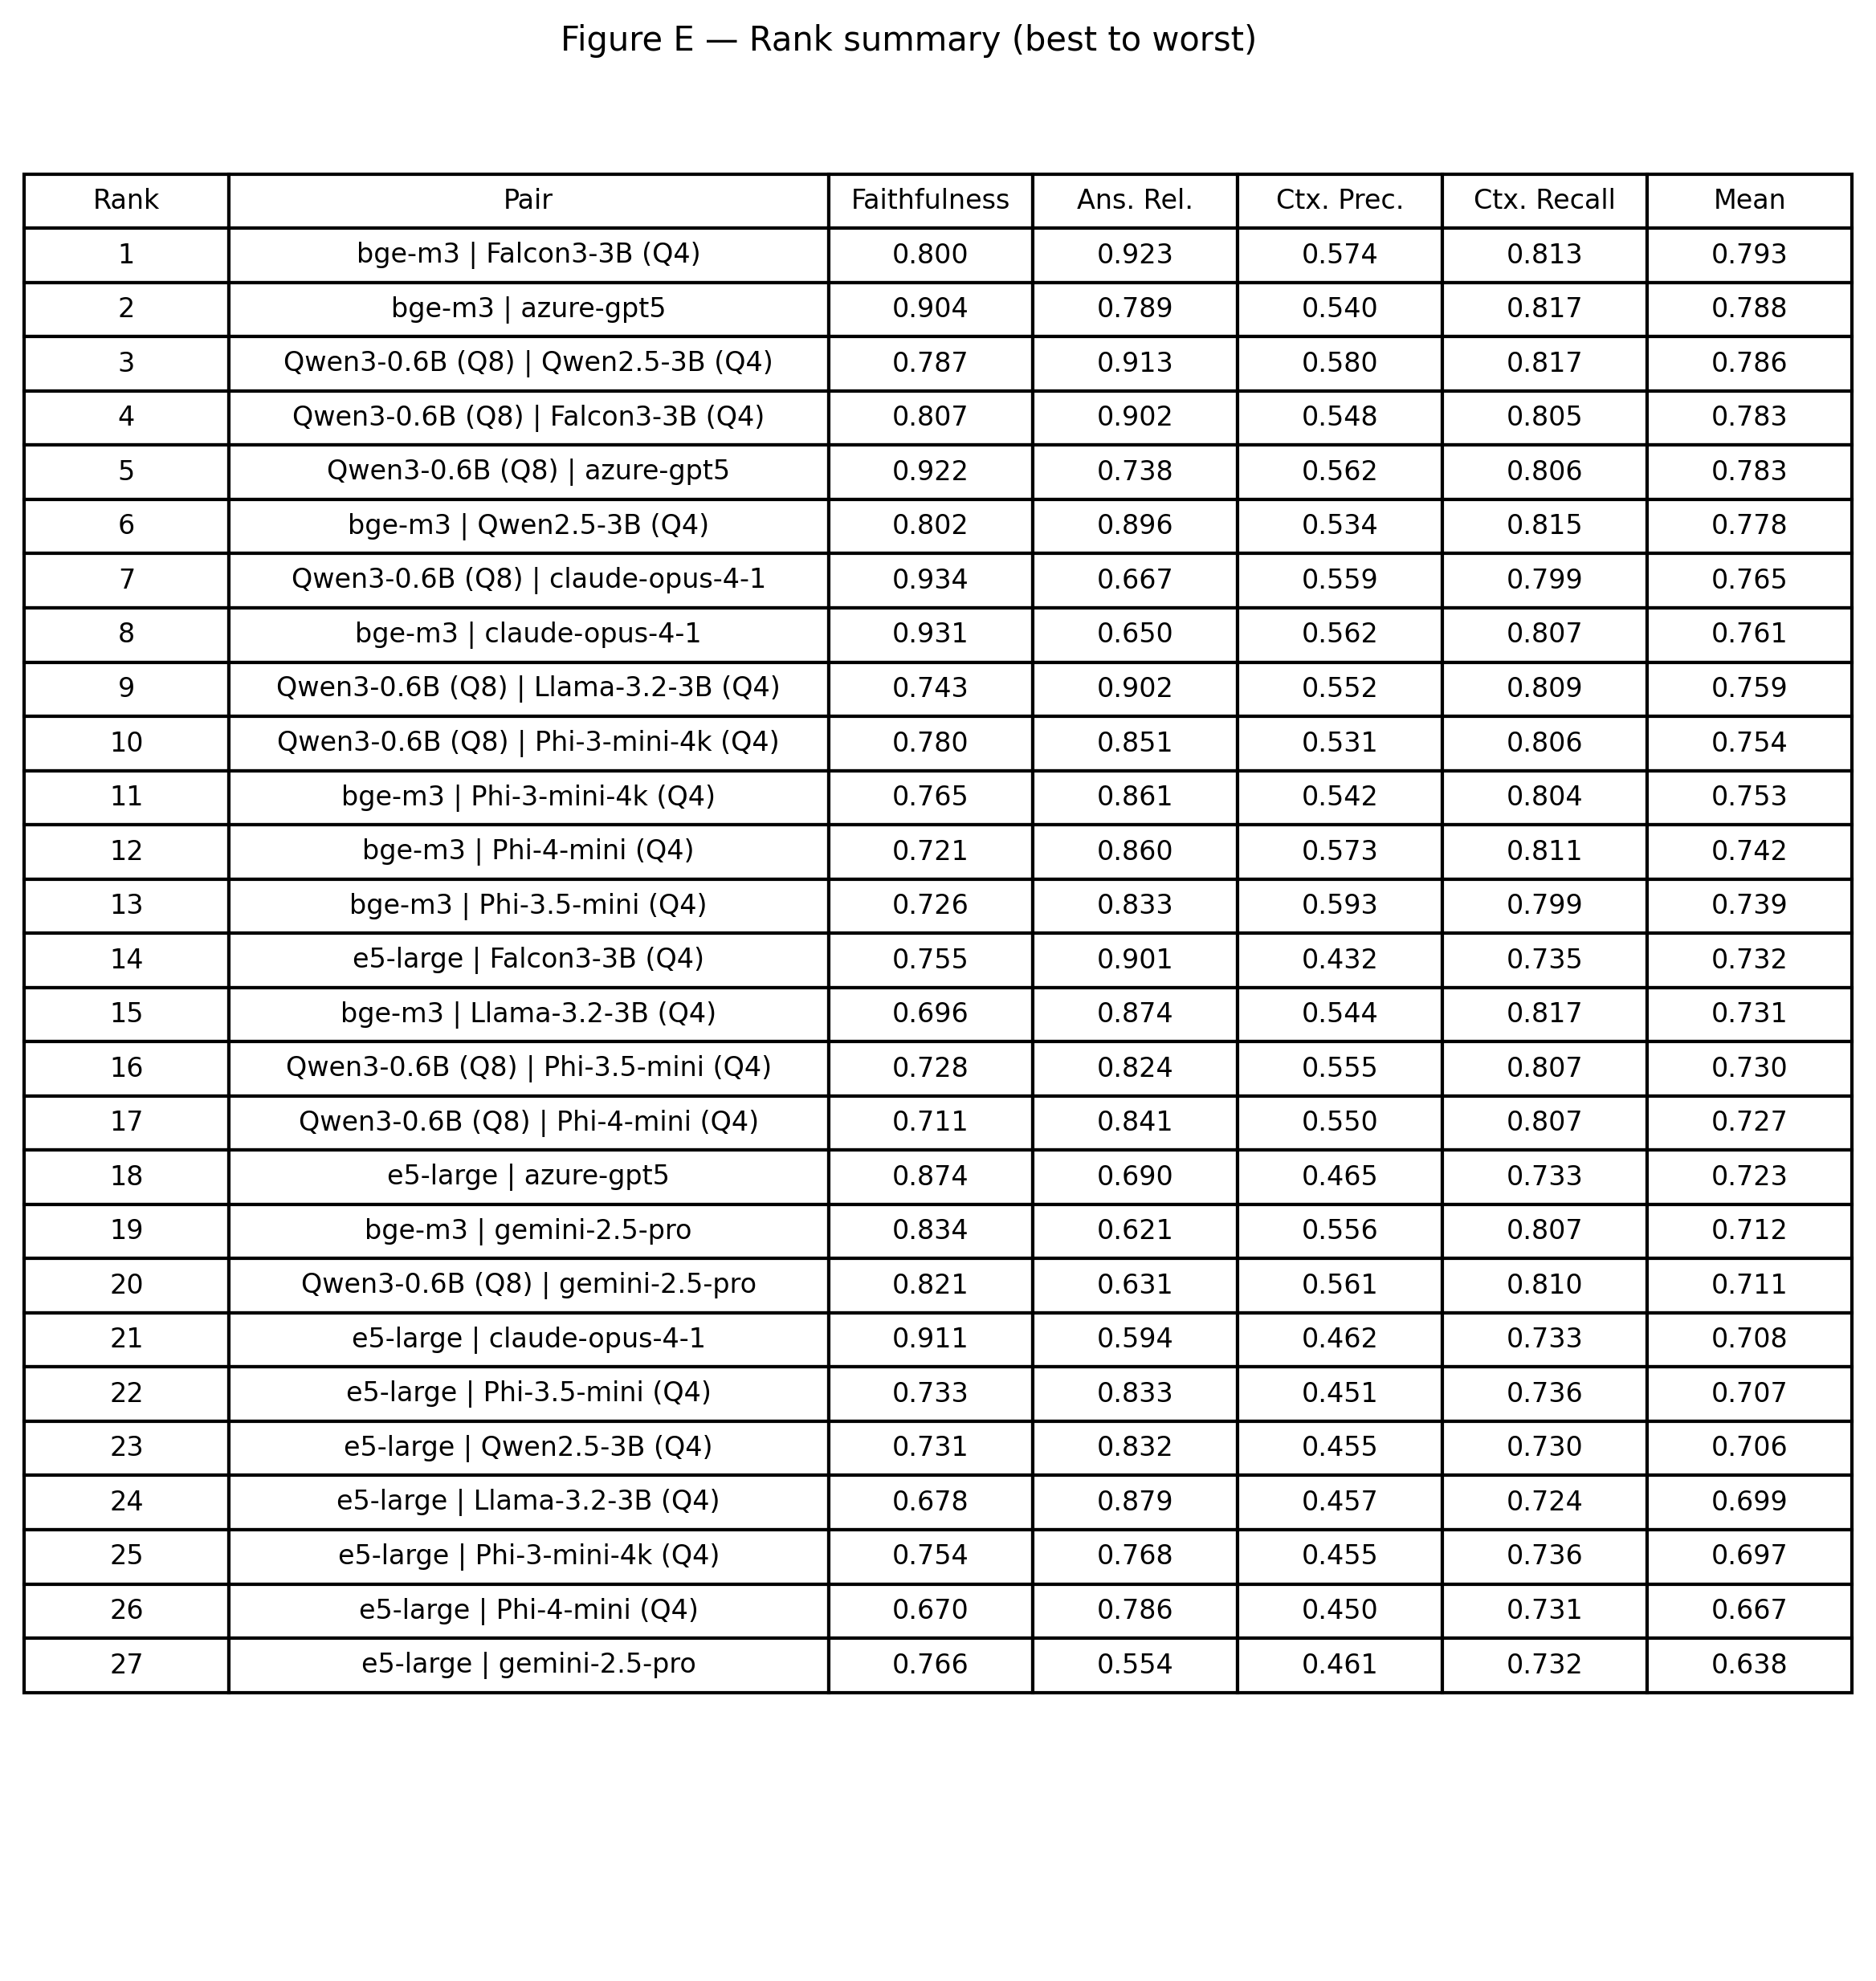 Figure E — Rank summary (best to worst)
Rank Pair Faithfulness Ans. Rel. Ctx. Prec. Ctx. Recall Mean
1 bge-m3 | Falcon3-3B (Q4) 0.800 0.923 0.574 0.813 0.793
2 bge-m3 | azure-gpt5 0.904 0.789 0.540 0.817 0.788
3 Qwen3-0.6B (Q8) | Qwen2.5-3B (Q4) 0.787 0.913 0.580 0.817 0.786
4 Qwen3-0.6B (Q8) | Falcon3-3B (Q4) 0.807 0.902 0.548 0.805 0.783
5 Qwen3-0.6B (Q8) | azure-gpt5 0.922 0.738 0.562 0.806 0.783
6 bge-m3 | Qwen2.5-3B (Q4) 0.802 0.896 0.534 0.815 0.778
7 Qwen3-0.6B (Q8) | claude-opus-4-1 0.934 0.667 0.559 0.799 0.765
8 bge-m3 | claude-opus-4-1 0.931 0.650 0.562 0.807 0.761
9 Qwen3-0.6B (Q8) | Llama-3.2-3B (Q4) 0.743 0.902 0.552 0.809 0.759
10 Qwen3-0.6B (Q8) | Phi-3-mini-4k (Q4) 0.780 0.851 0.531 0.806 0.754
11 bge-m3 | Phi-3-mini-4k (Q4) 0.765 0.861 0.542 0.804 0.753
12 bge-m3 | Phi-4-mini (Q4) 0.721 0.860 0.573 0.811 0.742
13 bge-m3 | Phi-3.5-mini (Q4) 0.726 0.833 0.593 0.799 0.739
14 e5-large | Falcon3-3B (Q4) 0.755 0.901 0.432 0.735 0.732
15 bge-m3 | Llama-3.2-3B (Q4) 0.696 0.874 0.544 0.817 0.731
16 Qwen3-0.6B (Q8) | Phi-3.5-mini (Q4) 0.728 0.824 0.555 0.807 0.730
17 Qwen3-0.6B (Q8) | Phi-4-mini (Q4) 0.711 0.841 0.550 0.807 0.727
18 e5-large | azure-gpt5 0.874 0.690 0.465 0.733 0.723
19 bge-m3 | gemini-2.5-pro 0.834 0.621 0.556 0.807 0.712
20 Qwen3-0.6B (Q8) | gemini-2.5-pro 0.821 0.631 0.561 0.810 0.711
21 e5-large | claude-opus-4-1 0.911 0.594 0.462 0.733 0.708
22 e5-large | Phi-3.5-mini (Q4) 0.733 0.833 0.451 0.736 0.707
23 e5-large | Qwen2.5-3B (Q4) 0.731 0.832 0.455 0.730 0.706
24 e5-large | Llama-3.2-3B (Q4) 0.678 0.879 0.457 0.724 0.699
25 e5-large | Phi-3-mini-4k (Q4) 0.754 0.768 0.455 0.736 0.697
26 e5-large | Phi-4-mini (Q4) 0.670 0.786 0.450 0.731 0.667
27 e5-large | gemini-2.5-pro 0.766 0.554 0.461 0.732 0.638